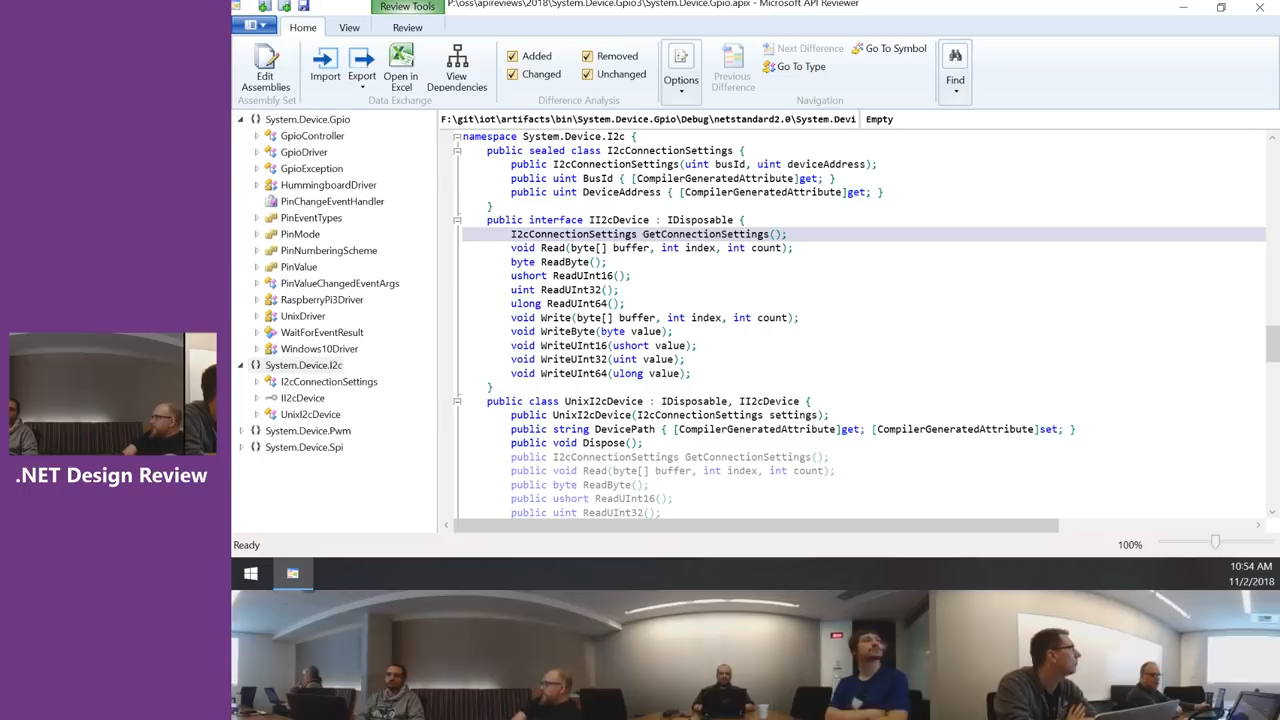 Review Tools
P:\oss\apireviews\2018\System.Device.Gpio3\System.Device.Gpio.apix - Microsoft API Reviewer
Home
View
Review
Edit Assemblies
Import
Export
Open in Excel
View Dependencies
Added
Removed
Changed
Unchanged
Options
Previous Difference
Next Difference
Go To Symbol
Go To Type
Find
Assembly Set
Data Exchange
Difference Analysis
Navigation
System.Device.Gpio
GpioController
GpioDriver
GpioException
HummingboardDriver
PinChangeEventHandler
PinEventTypes
PinMode
PinNumberingScheme
PinValue
PinValueChangedEventArgs
RaspberryPi3Driver
UnixDriver
WaitForEventResult
Windows10Driver
System.Device.I2c
I2cConnectionSettings
II2cDevice
UnixI2cDevice
System.Device.Pwm
System.Device.Spi
F:\git\iot\artifacts\bin\System.Device.Gpio\Debug\netstandard2.0\System.Devi
Empty
namespace System.Device.I2c {
public sealed class I2cConnectionSettings {
public I2cConnectionSettings(uint busId, uint deviceAddress);
public uint BusId { [CompilerGeneratedAttribute]get; }
public uint DeviceAddress { [CompilerGeneratedAttribute]get; }
}
public interface II2cDevice : IDisposable {
I2cConnectionSettings GetConnectionSettings();
void Read(byte[] buffer, int index, int count);
byte ReadByte();
ushort ReadUInt16();
uint ReadUInt32();
ulong ReadUInt64();
void Write(byte[] buffer, int index, int count);
void WriteByte(byte value);
void WriteUInt16(ushort value);
void WriteUInt32(uint value);
void WriteUInt64(ulong value);
}
public class UnixI2cDevice : IDisposable, II2cDevice {
public UnixI2cDevice(I2cConnectionSettings settings);
public string DevicePath { [CompilerGeneratedAttribute]get; [CompilerGeneratedAttribute]set; }
public void Dispose();
public I2cConnectionSettings GetConnectionSettings();
public void Read(byte[] buffer, int index, int count);
public byte ReadByte();
public ushort ReadUInt16();
public uint ReadUInt32();
Ready
100%
10:54 AM
11/2/2018
.NET Design Review